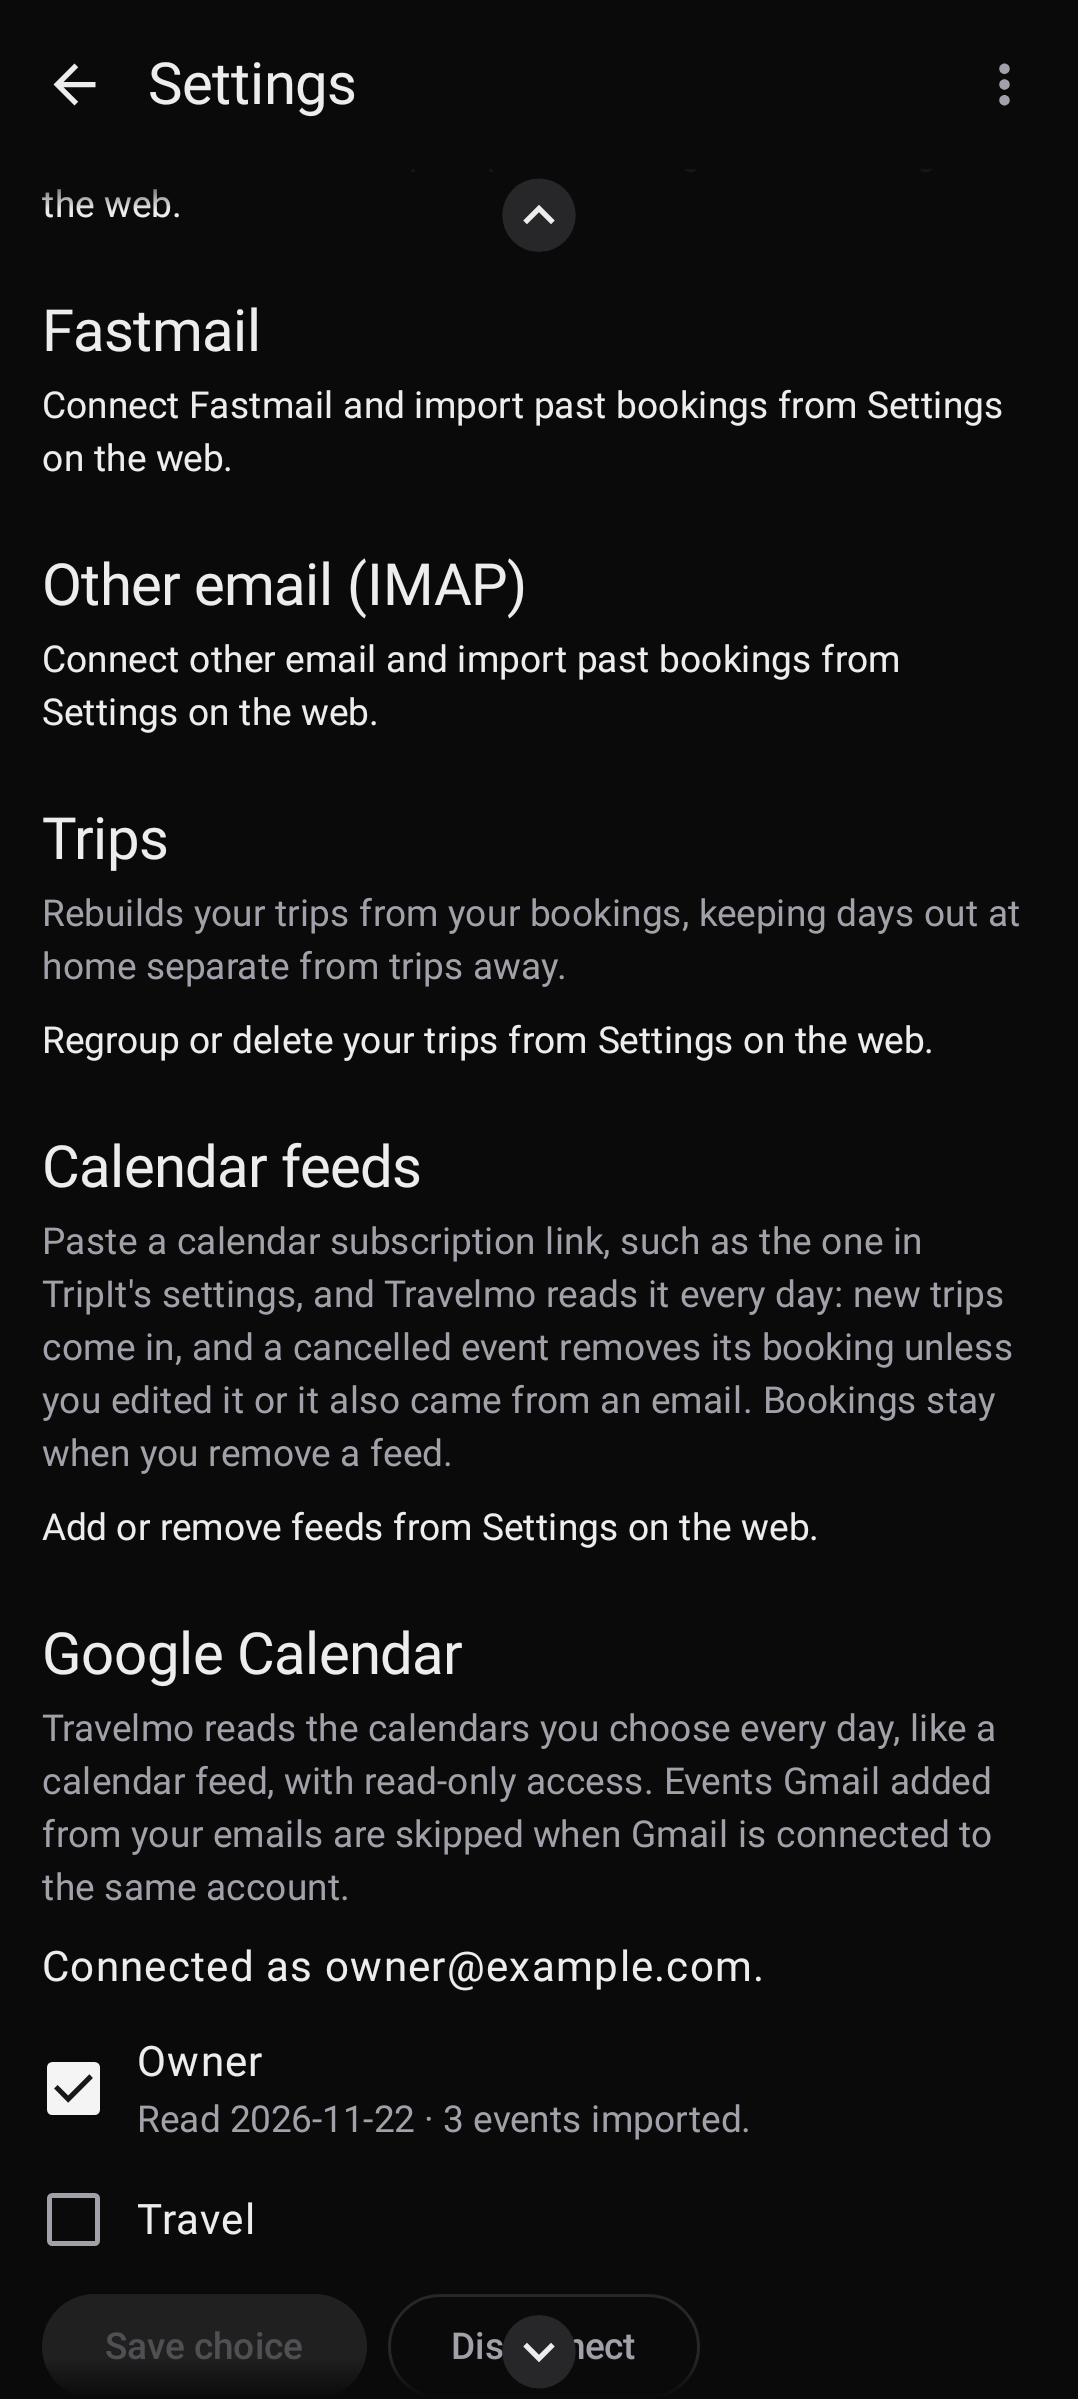 Settings
the web.
Fastmail
Connect Fastmail and import past bookings from Settings
on the web.
Other email (IMAP)
Connect other email and import past bookings from
Settings on the web.
Trips
Rebuilds your trips from your bookings, keeping days out at
home separate from trips away.
Regroup or delete your trips from Settings on the web.
Calendar feeds
Paste a calendar subscription link, such as the one in
TripIt's settings, and Travelmo reads it every day: new trips
come in, and a cancelled event removes its booking unless
you edited it or it also came from an email. Bookings stay
when you remove a feed.
Add or remove feeds from Settings on the web.
Google Calendar
Travelmo reads the calendars you choose every day, like a
calendar feed, with read-only access. Events Gmail added
from your emails are skipped when Gmail is connected to
the same account.
Connected as owner@example.com.
Owner
Read 2026-11-22 · 3 events imported.
Travel
Save choice